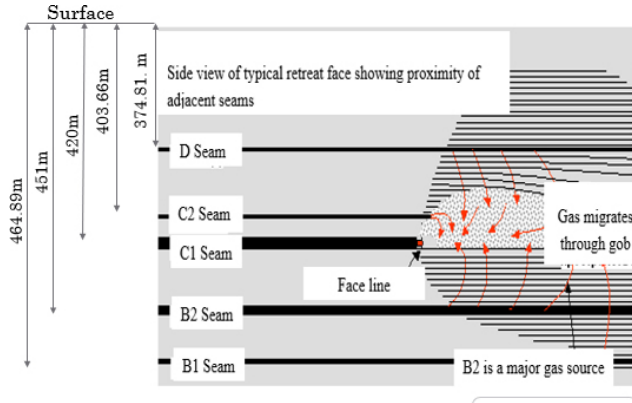 Surface
464.89m
451m
420m
403.66m
374.81. m
Side view of typical retreat face showing proximity of
adjacent seams
D Seam
C2 Seam
C1 Seam
Gas migrates
through gob
Face line
B2 Seam
B1 Seam
B2 is a major gas source